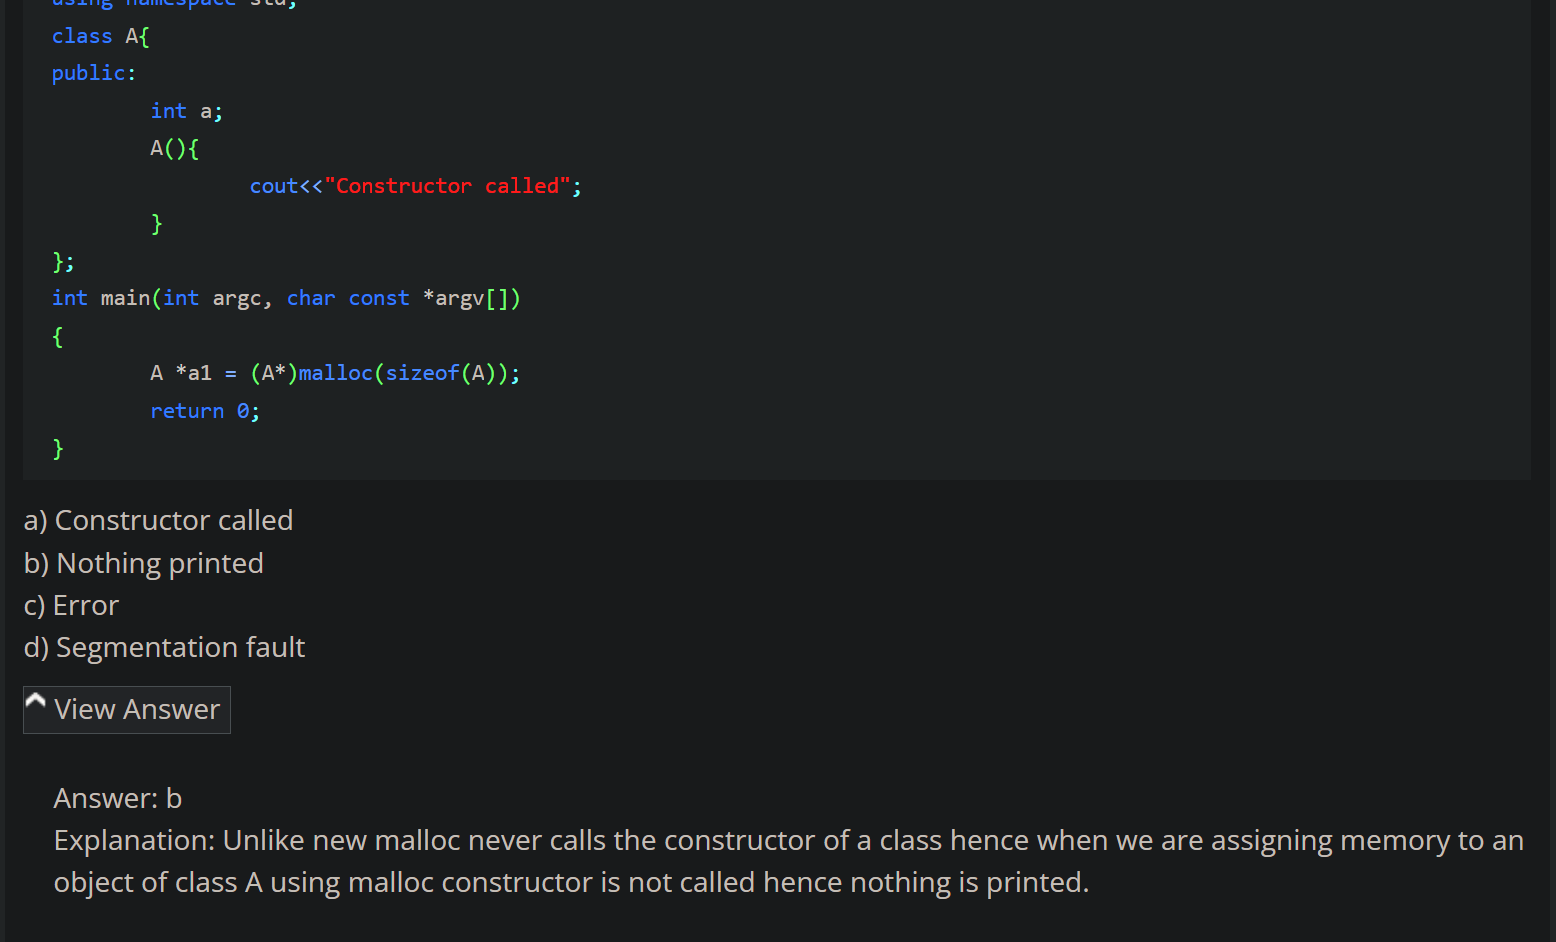 using namespace std;
class A{
public:
int a;
A(){
cout<<"Constructor called";
}
};
int main(int argc, char const *argv[])
{
A *a1 = (A*)malloc(sizeof(A));
return 0;
}
a) Constructor called
b) Nothing printed
c) Error
d) Segmentation fault
View Answer
Answer: b
Explanation: Unlike new malloc never calls the constructor of a class hence when we are assigning memory to an
object of class A using malloc constructor is not called hence nothing is printed.